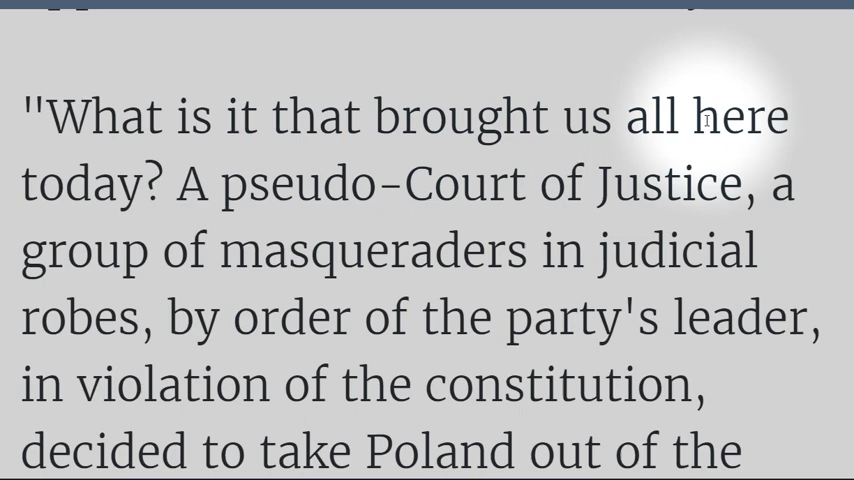 "What is it that brought us all here
today? A pseudo-Court of Justice, a
group of masqueraders in judicial
robes, by order of the party's leader,
in violation of the constitution,
decided to take Poland out of the